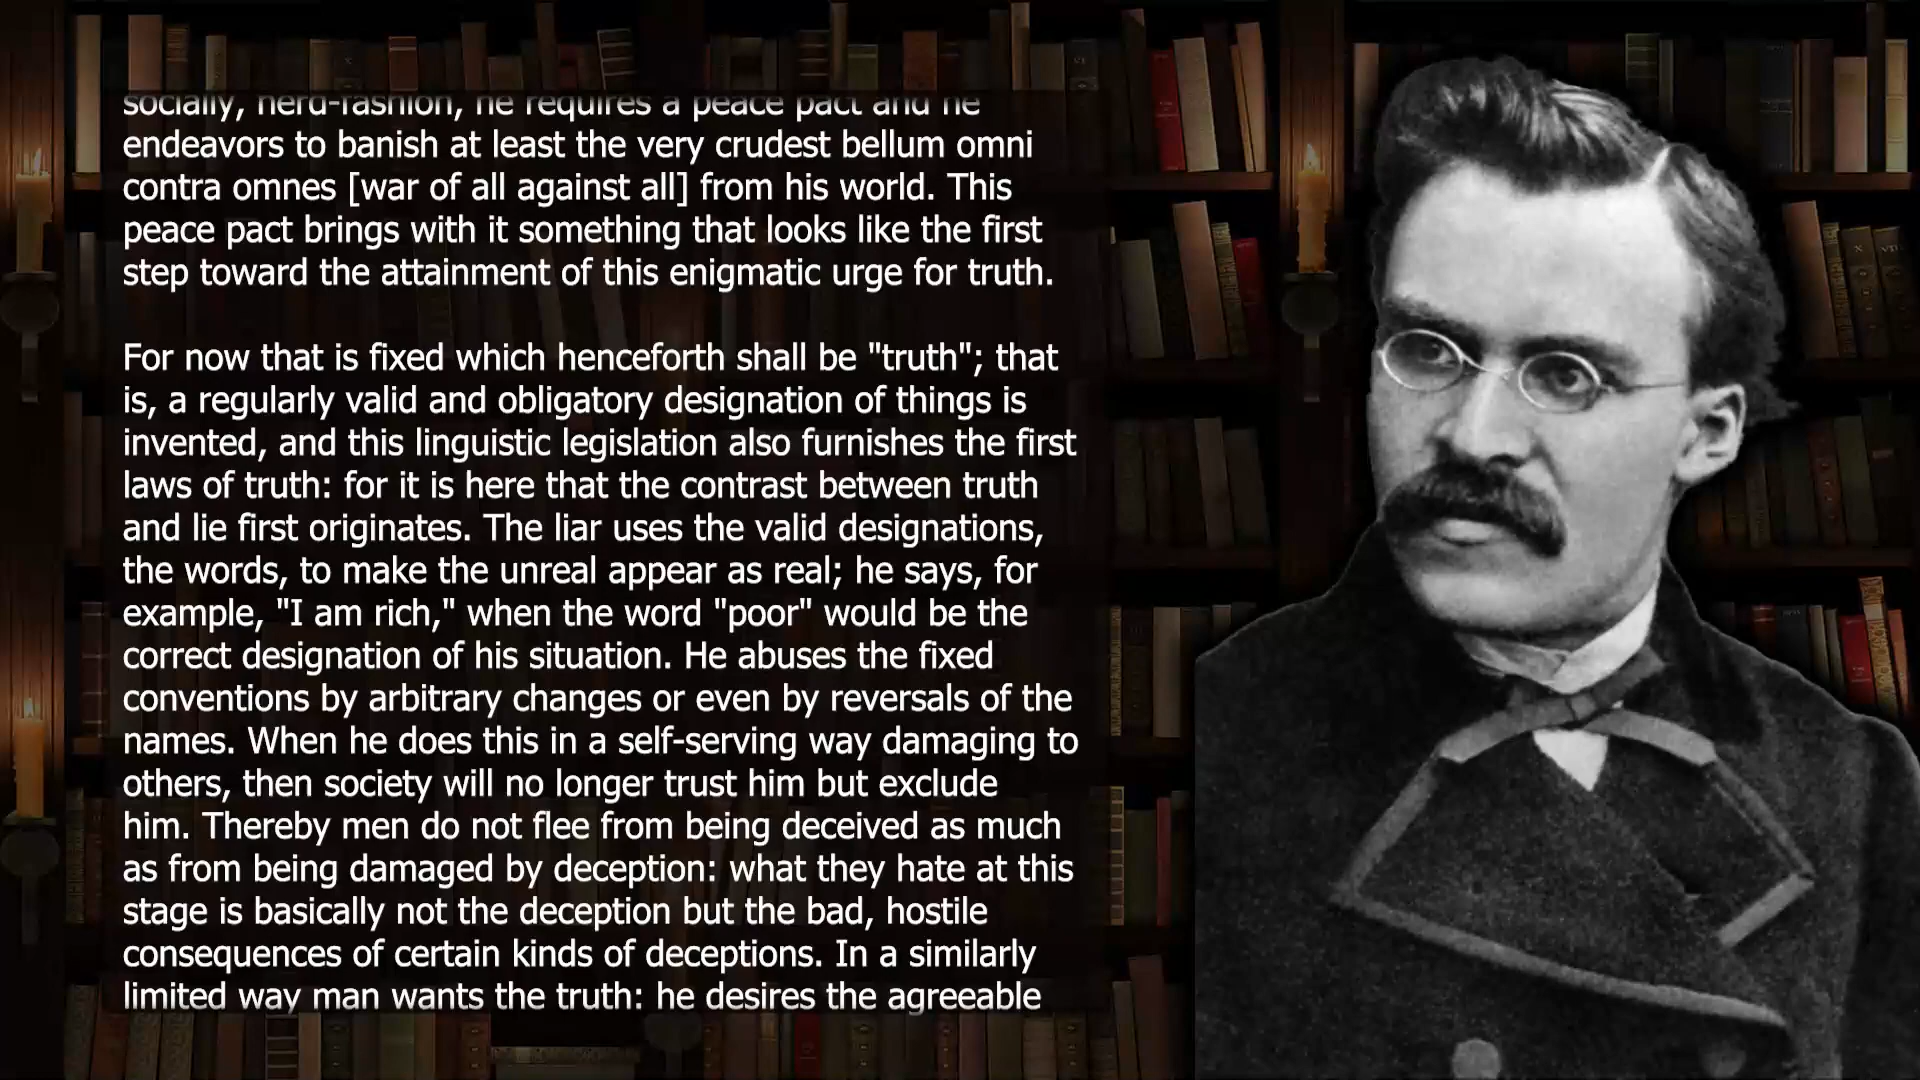 socially, herd-fashion, he requires a peace pact and he
endeavors to banish at least the very crudest bellum omni
contra omnes [war of all against all] from his world. This
peace pact brings with it something that looks like the first
step toward the attainment of this enigmatic urge for truth.
For now that is fixed which henceforth shall be "truth"; that
is, a regularly valid and obligatory designation of things is
invented, and this linguistic legislation also furnishes the first
laws of truth: for it is here that the contrast between truth
and lie first originates. The liar uses the valid designations,
the words, to make the unreal appear as real; he says, for
example, "I am rich," when the word "poor" would be the
correct designation of his situation. He abuses the fixed
conventions by arbitrary changes or even by reversals of the
names. When he does this in a self-serving way damaging to
others, then society will no longer trust him but exclude
him. Thereby men do not flee from being deceived as much
as from being damaged by deception: what they hate at this
stage is basically not the deception but the bad, hostile
consequences of certain kinds of deceptions. In a similarly
limited way man wants the truth: he desires the agreeable